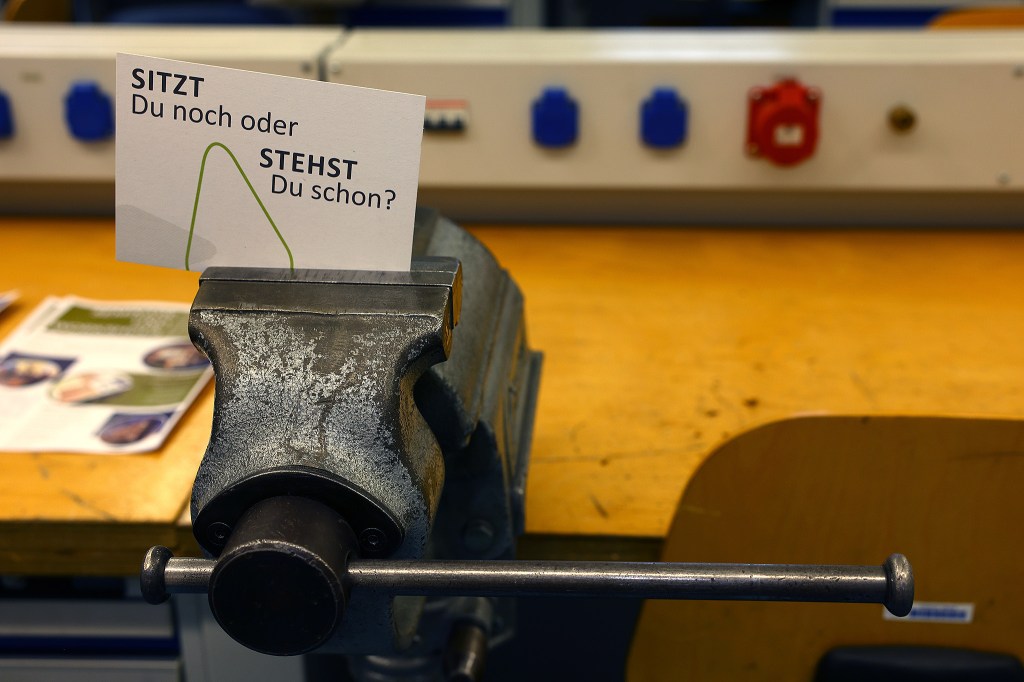 SITZT
Du noch oder
STEHST
Du schon?